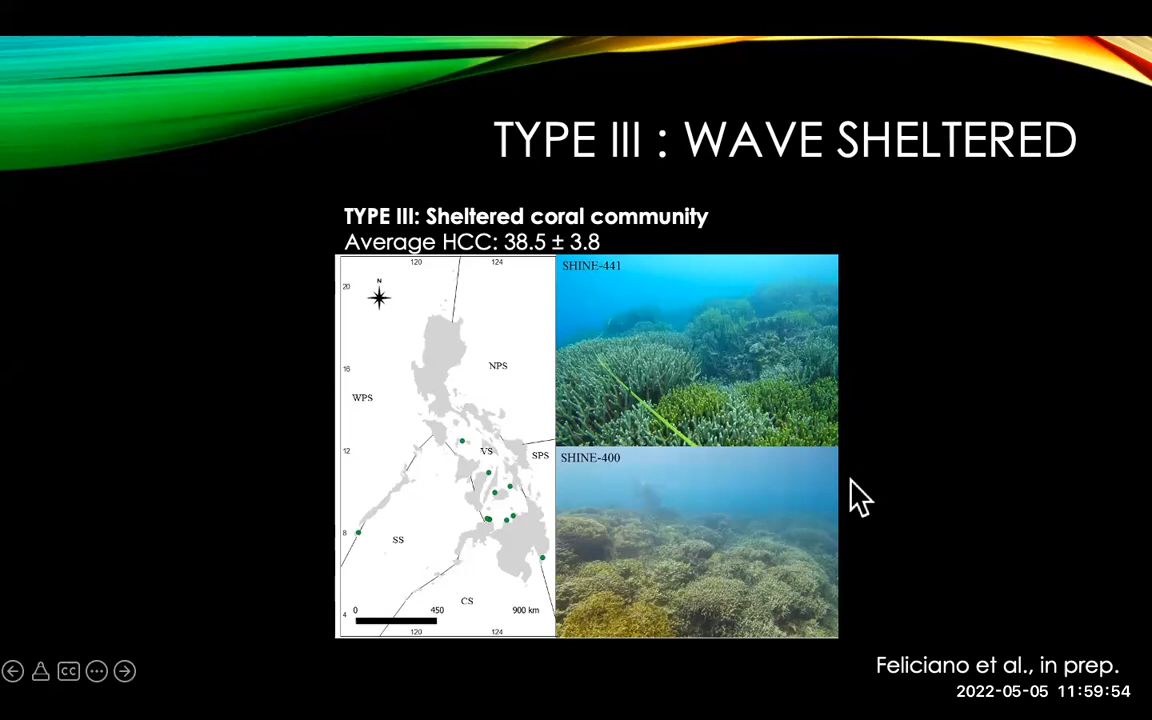 TYPE III : WAVE SHELTERED
TYPE III: Sheltered coral community
Average HCC: 38.5 ± 3.8
120 124
N
20
16
12
8
4
NPS
WPS
VS
SPS
SS
CS
0 450 900 km
120 124
SHINE-441
SHINE-400
CC
Feliciano et al., in prep.
2022-05-05 11:59:54